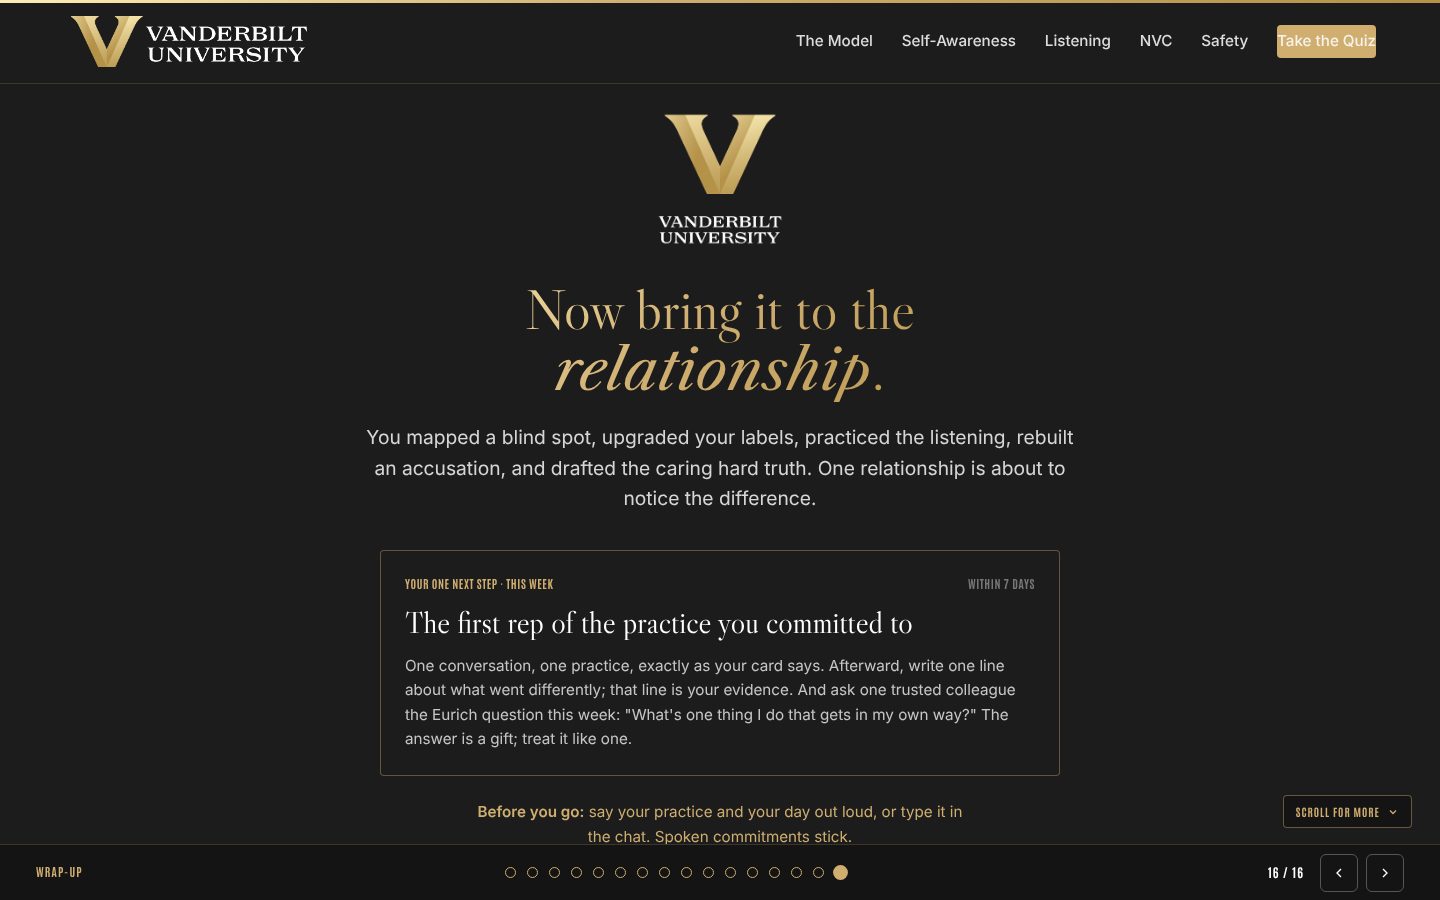 VANDERBILT
UNIVERSITY
The Model
Self-Awareness
Listening
NVC
Safety
Take the Quiz
VANDERBILT
UNIVERSITY
Now bring it to the
relationship.
You mapped a blind spot, upgraded your labels, practiced the listening, rebuilt
an accusation, and drafted the caring hard truth. One relationship is about to
notice the difference.
YOUR ONE NEXT STEP · THIS WEEK
WITHIN 7 DAYS
The first rep of the practice you committed to
One conversation, one practice, exactly as your card says. Afterward, write one line
about what went differently; that line is your evidence. And ask one trusted colleague
the Eurich question this week: "What's one thing I do that gets in my own way?" The
answer is a gift; treat it like one.
Before you go: say your practice and your day out loud, or type it in
the chat. Spoken commitments stick.
SCROLL FOR MORE
WRAP-UP
16 / 16